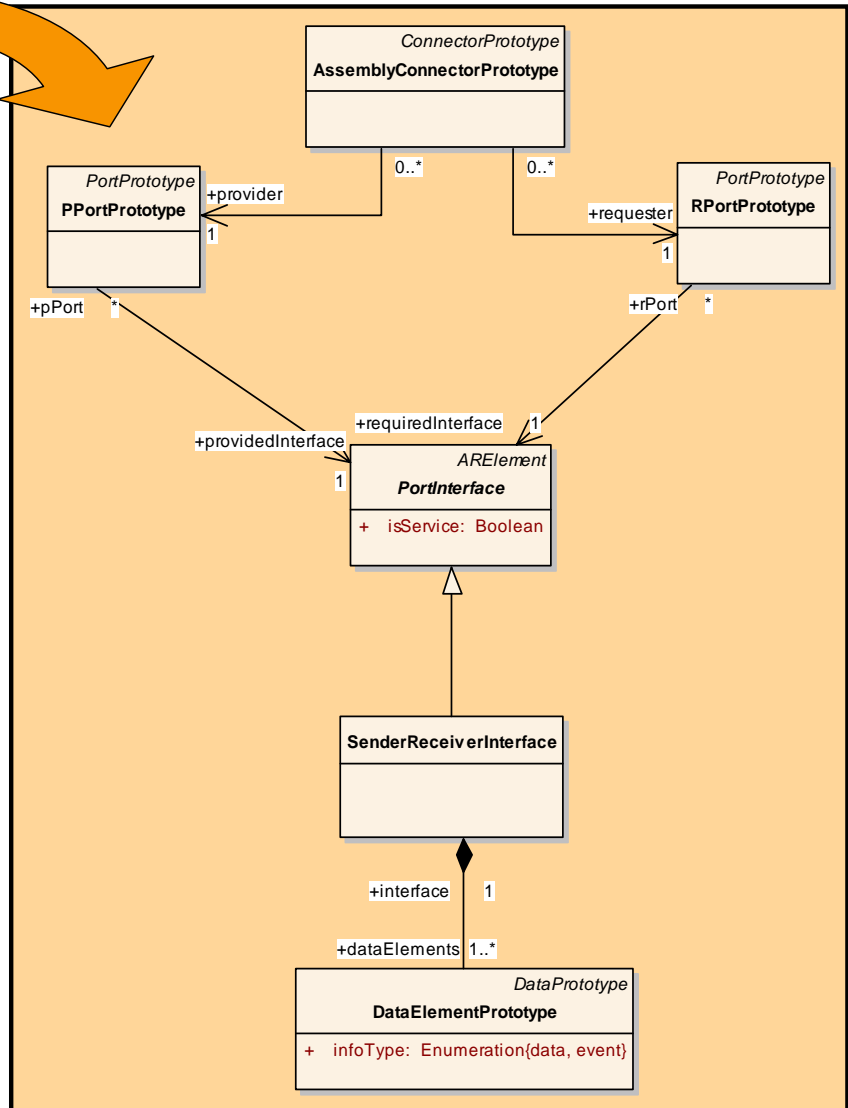 ConnectorPrototype
AssemblyConnectorPrototype
0..*
0..*
PortPrototype
PPortPrototype
+provider
1
PortPrototype
RPortPrototype
+requester
1
+pPort
*
+rPort
*
+requiredInterface
1
+providedInterface
1
ARElement
PortInterface
+ isService: Boolean
SenderReceiverInterface
+interface
1
+dataElements
1..*
DataPrototype
DataElementPrototype
+ infoType: Enumeration{data, event}